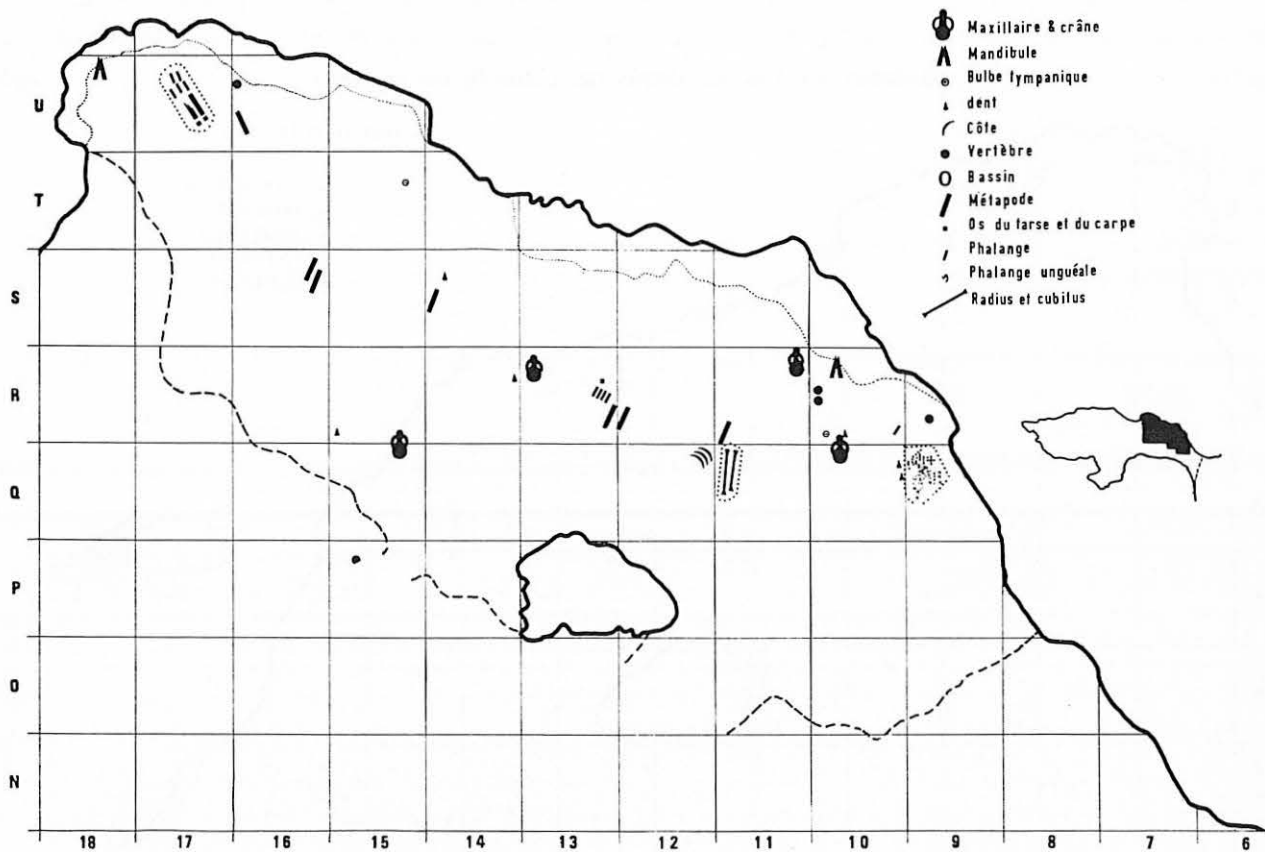 Maxillaire & crâne
Mandibule
Bulbe tympanique
dent
Côte
Vertèbre
Bassin
Métapode
Os du tarse et du carpe
Phalange
Phalange unguéale
Radius et cubitus
U
T
S
R
Q
P
O
N
18 17 16 15 14 13 12 11 10 9 8 7 6